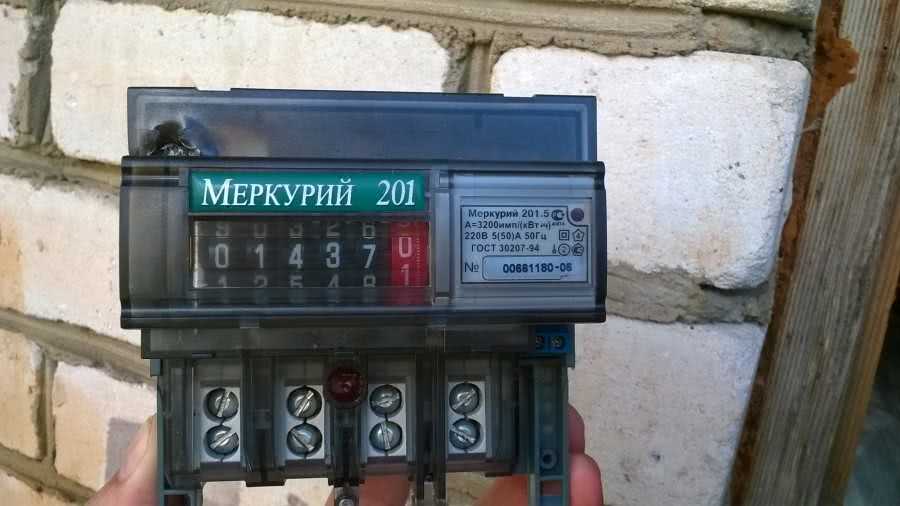 МЕРКУРИЙ 201
0 1 4 3 7 0
Меркурий 201.5
А=3200имп/(кВт•ч)
220В 5(50)А 50Гц
ГОСТ 30207-94
№ 00661180-06